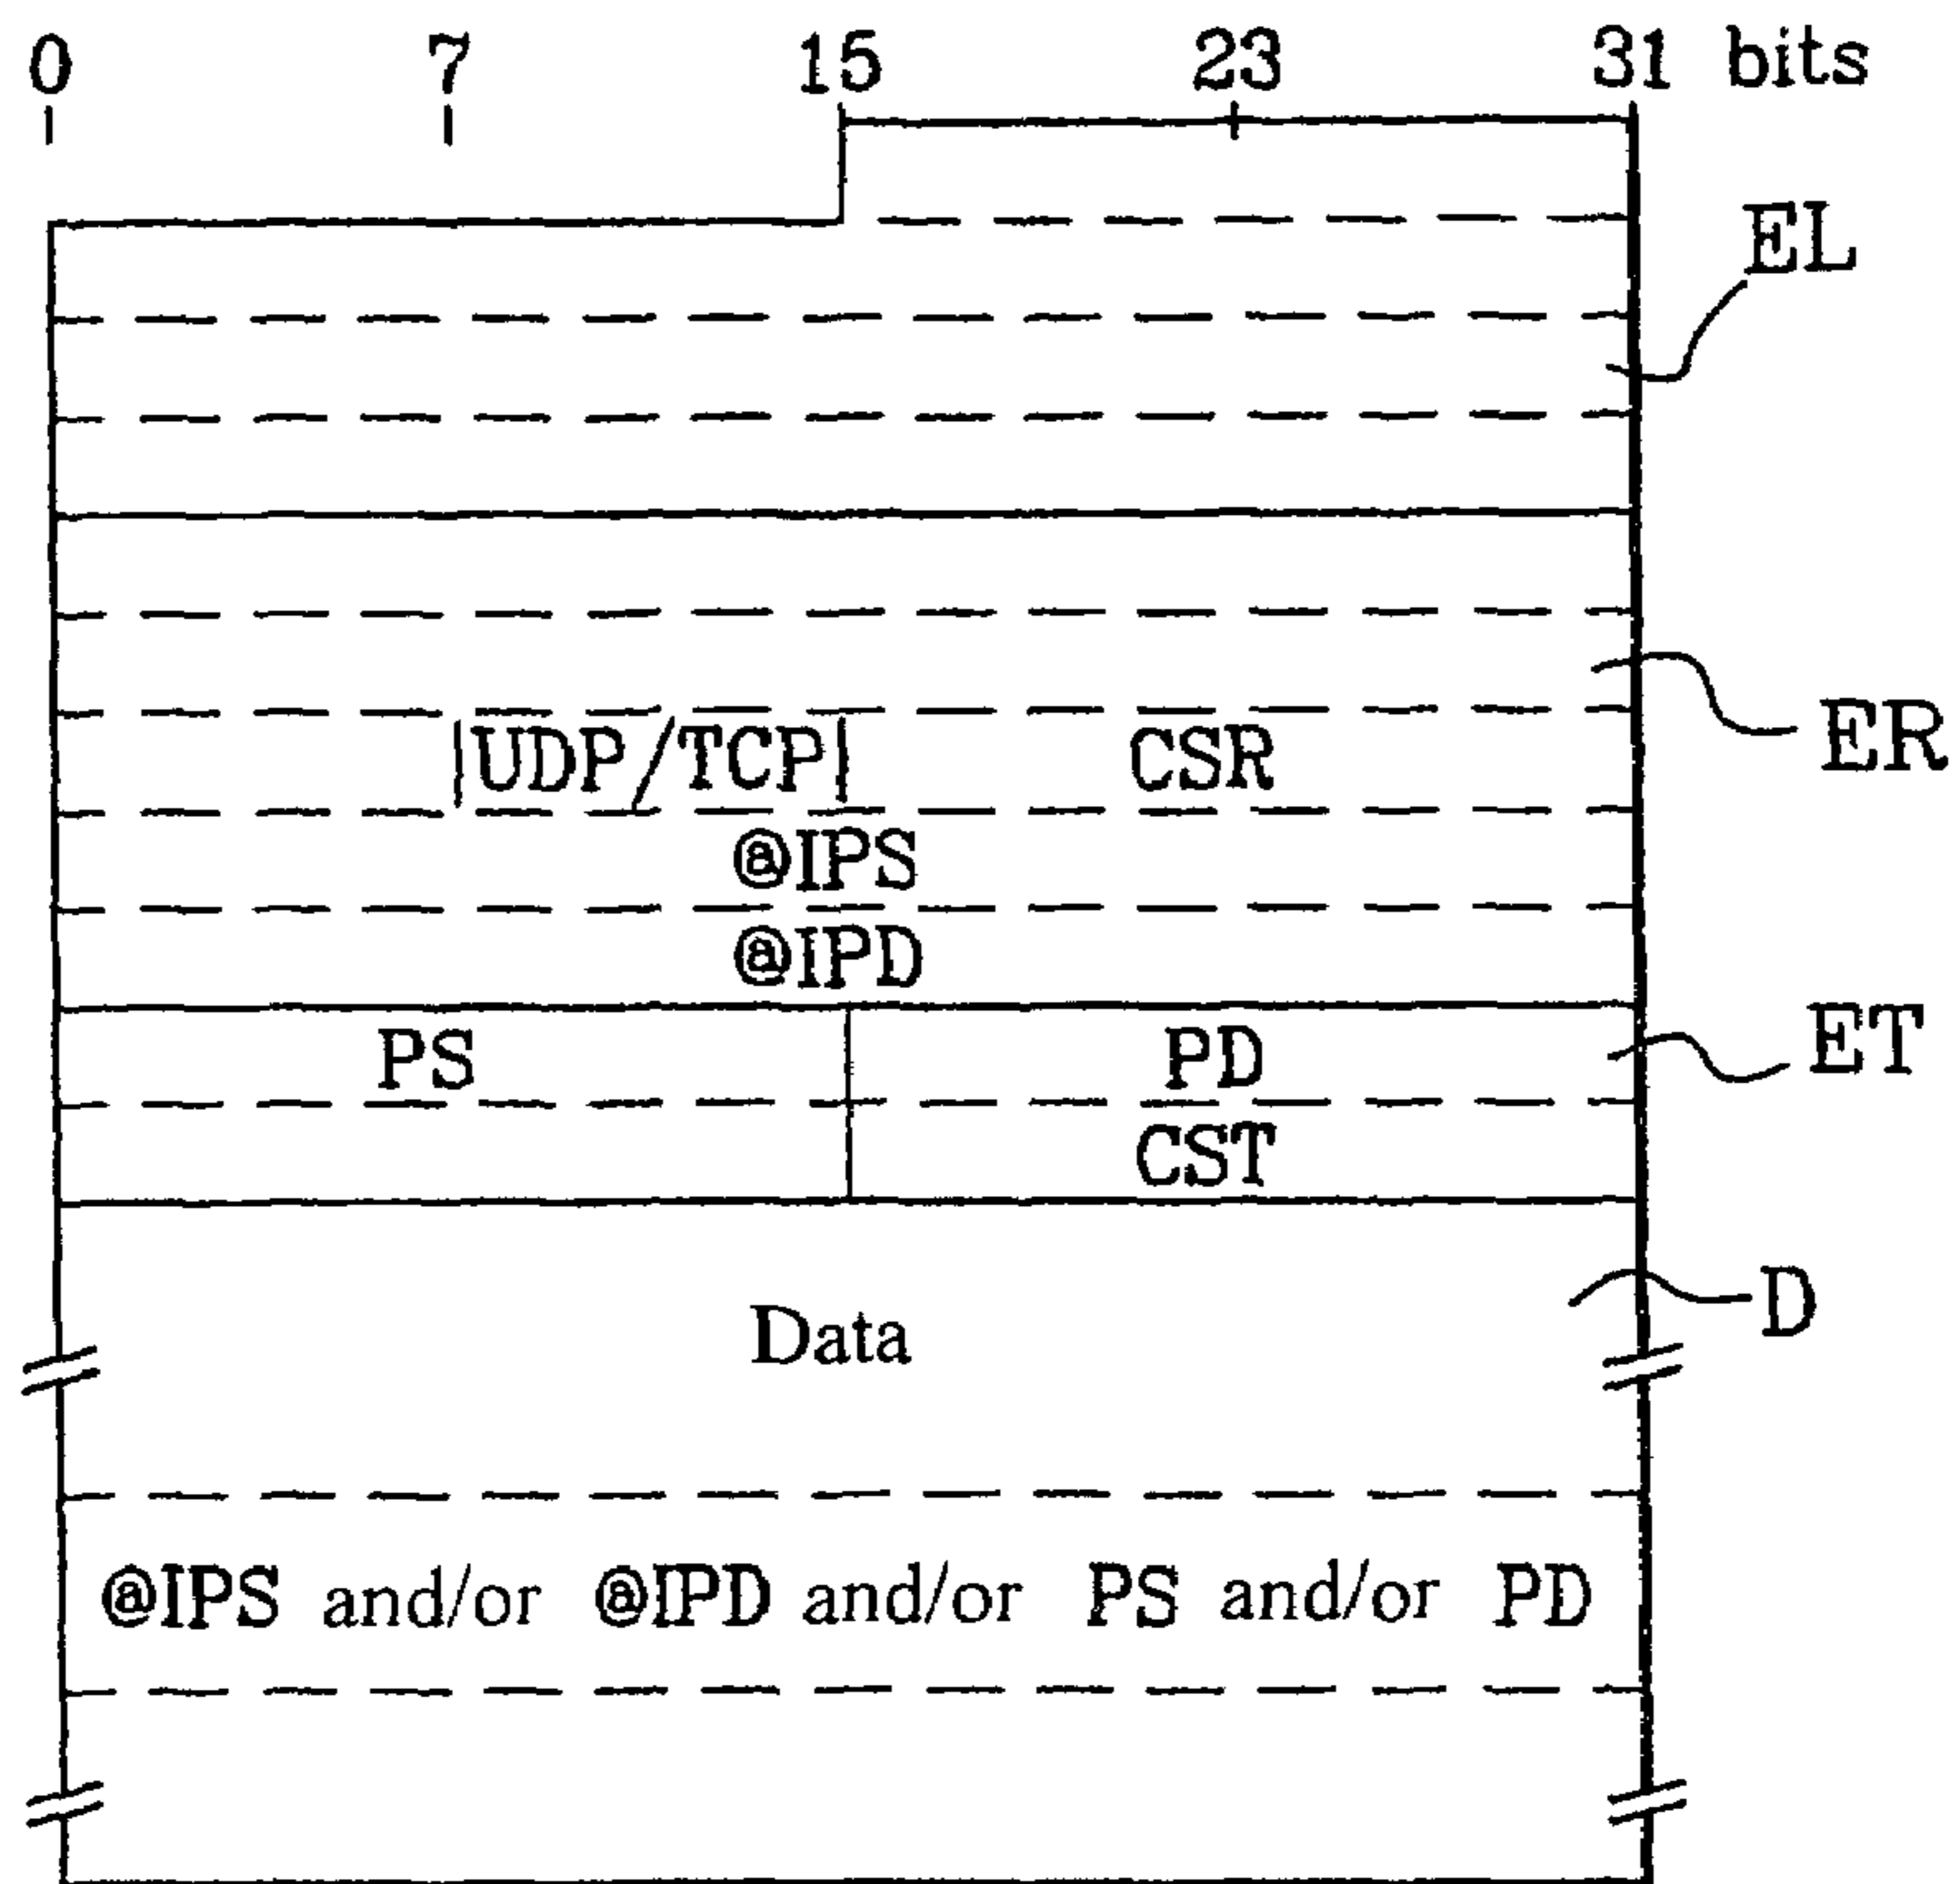 0 7 15 23 31 bits
EL
ER
|UDP/TCP| CSR
@IPS
@IPD
ET
PS PD
CST
D
Data
@IPS and/or @IPD and/or PS and/or PD